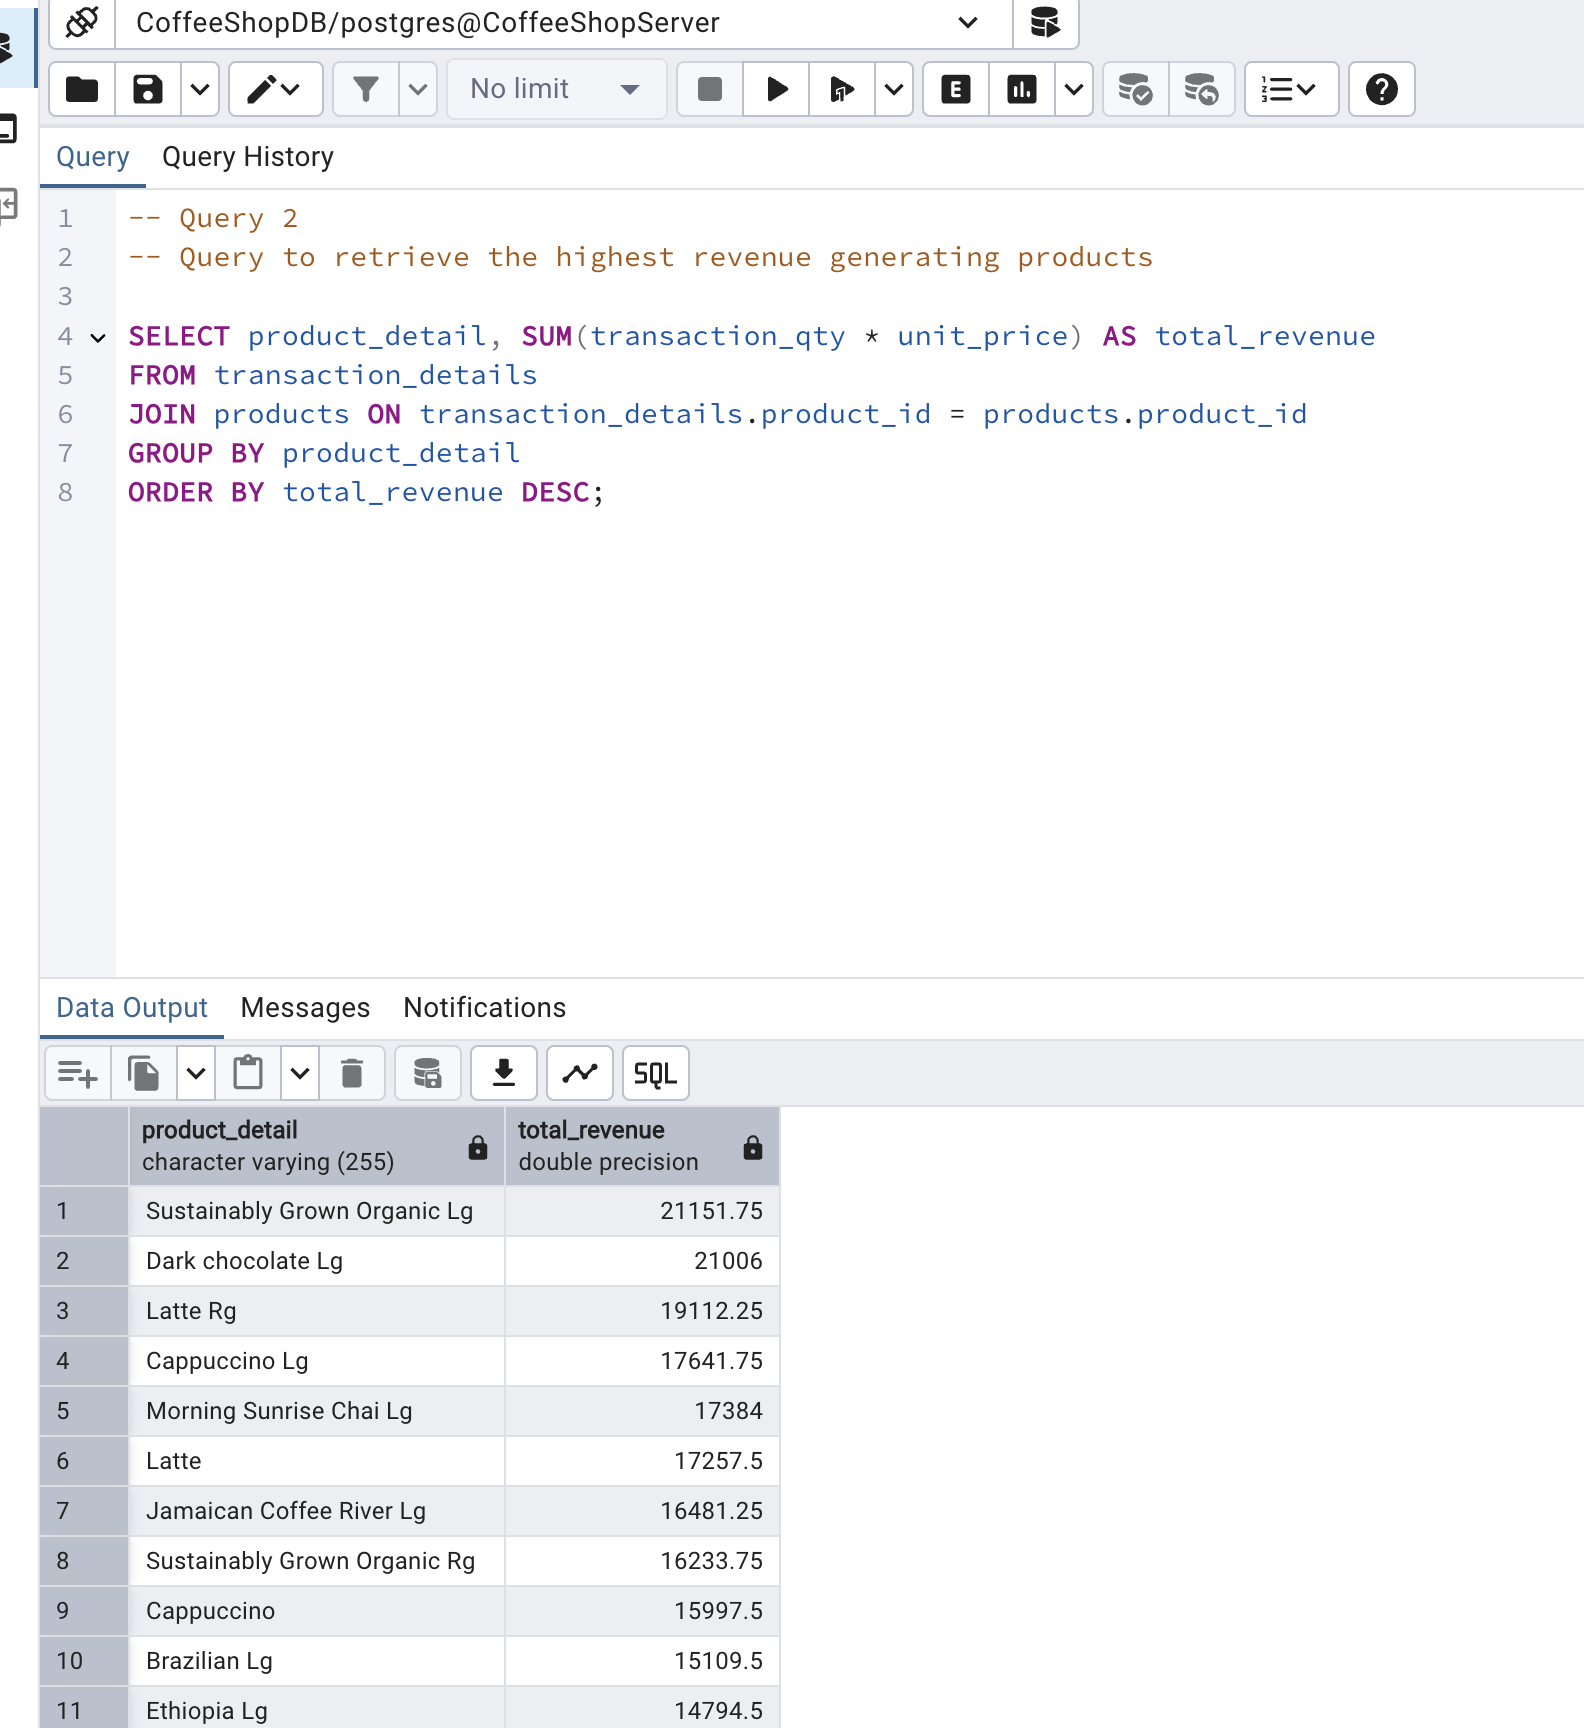 CoffeeShopDB/postgres@CoffeeShopServer
No limit
E
Query Query History
1 -- Query 2
2 -- Query to retrieve the highest revenue generating products
3
4 SELECT product_detail, SUM(transaction_qty * unit_price) AS total_revenue
5 FROM transaction_details
6 JOIN products ON transaction_details.product_id = products.product_id
7 GROUP BY product_detail
8 ORDER BY total_revenue DESC;
Data Output Messages Notifications
SQL
product_detail total_revenue
character varying (255) double precision
1 Sustainably Grown Organic Lg 21151.75
2 Dark chocolate Lg 21006
3 Latte Rg 19112.25
4 Cappuccino Lg 17641.75
5 Morning Sunrise Chai Lg 17384
6 Latte 17257.5
7 Jamaican Coffee River Lg 16481.25
8 Sustainably Grown Organic Rg 16233.75
9 Cappuccino 15997.5
10 Brazilian Lg 15109.5
11 Ethiopia Lg 14794.5